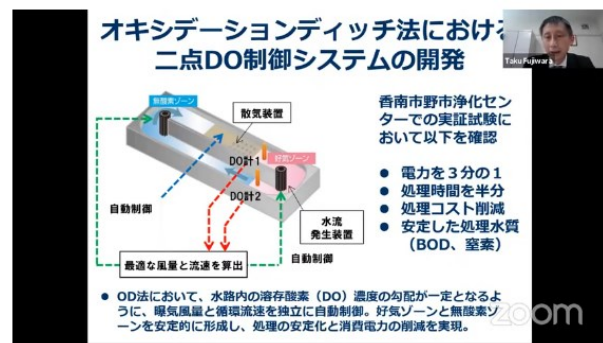 オキシデーションディッチ法における
二点DO制御システムの開発
Taku Fujiwara
無酸素ゾーン
散気装置
DO計1
好気ゾーン
DO計2
自動制御
水流
発生装置
最適な風量と流速を算出
自動制御
香南市野市浄化セン
ターでの実証試験に
おいて以下を確認
● 電力を3分の1
● 処理時間を半分
● 処理コスト削減
● 安定した処理水質
(BOD、窒素)
● OD法において、水路内の溶存酸素(DO)濃度の勾配が一定となるよ
うに、曝気風量と循環流速を独立に自動制御。好気ゾーンと無酸素ゾ
ーンを安定的に形成し、処理の安定化と消費電力の削減を実現。
zoom